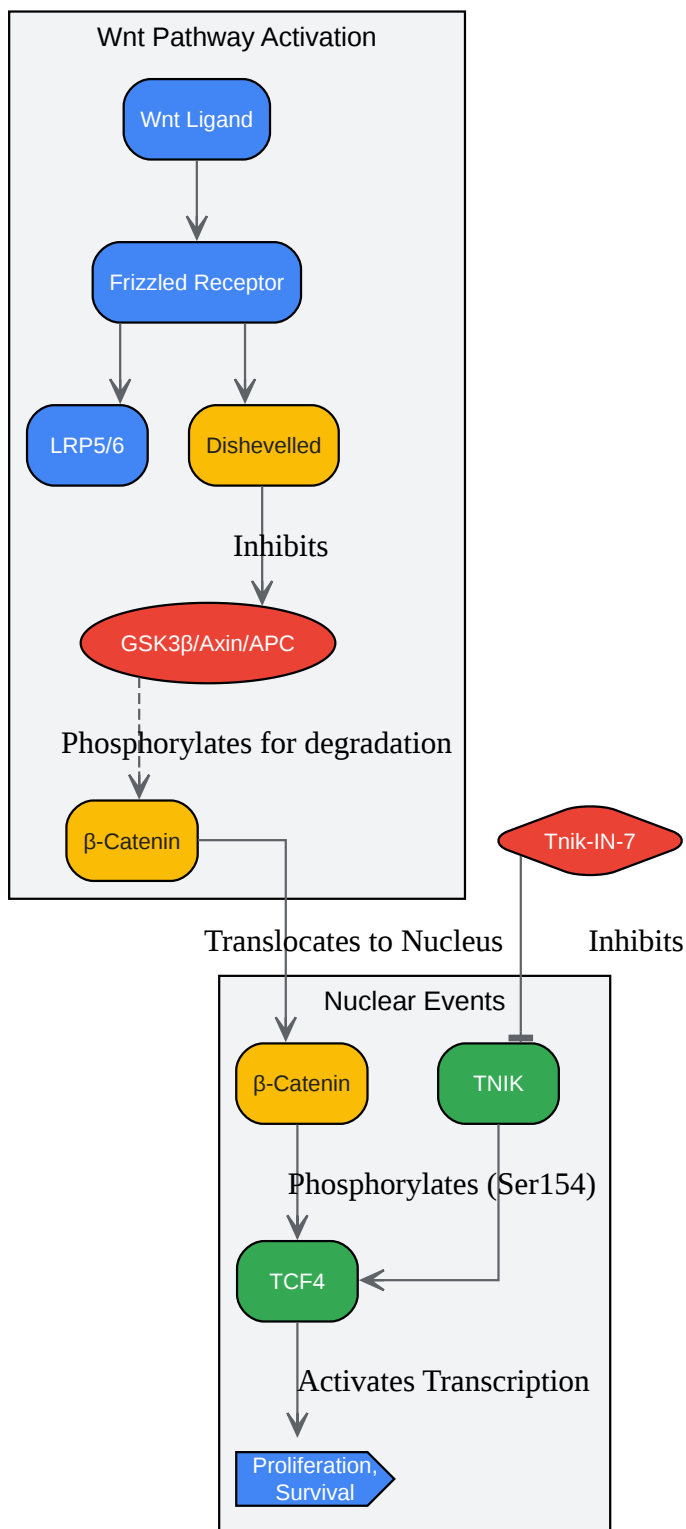 Wnt Pathway Activation
Wnt Ligand
Frizzled Receptor
LRP5/6
Dishevelled
Inhibits
GSK3β/Axin/APC
Phosphorylates for degradation
β-Catenin
Tnik-IN-7
Translocates to Nucleus
Inhibits
Nuclear Events
β-Catenin
TNIK
Phosphorylates (Ser154)
TCF4
Activates Transcription
Proliferation,
Survival